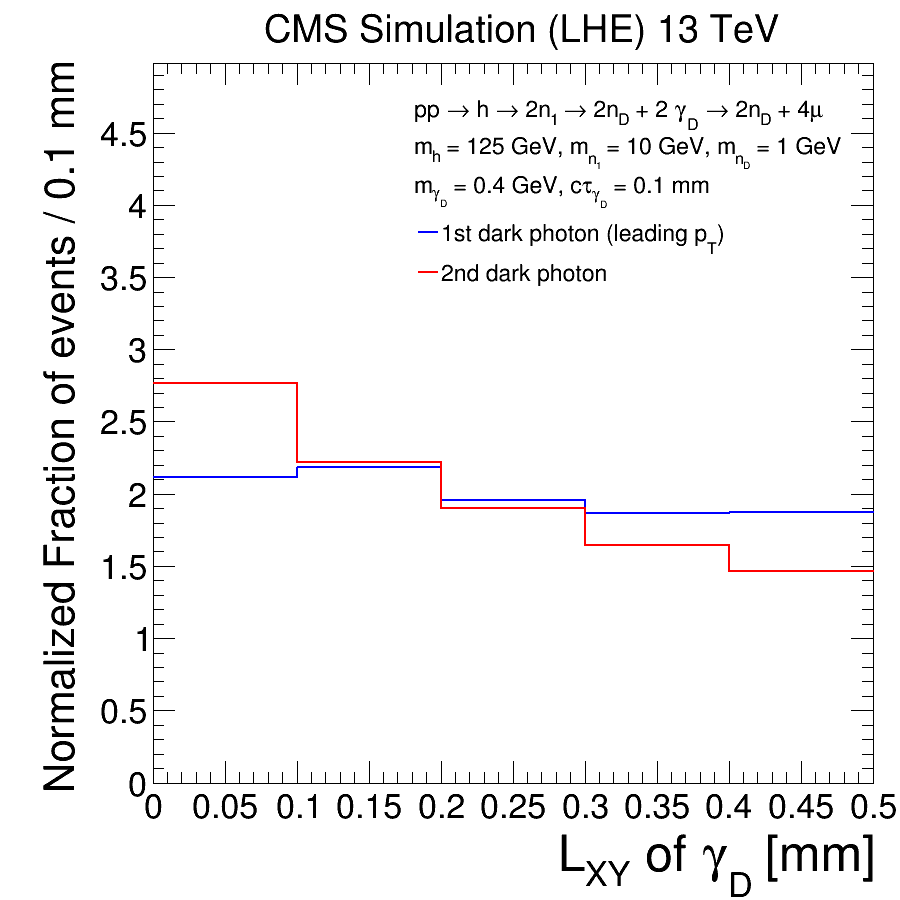 CMS Simulation (LHE) 13 TeV
Normalized Fraction of events / 0.1 mm
4.5
4
3.5
3
2.5
2
1.5
1
0.5
0
pp → h → 2n1 → 2nD + 2 γD → 2nD + 4μ
mh = 125 GeV, mn1 = 10 GeV, mnD = 1 GeV
mγD = 0.4 GeV, cτγD = 0.1 mm
1st dark photon (leading pT)
2nd dark photon
0 0.05 0.1 0.15 0.2 0.25 0.3 0.35 0.4 0.45 0.5
LXY of γD [mm]